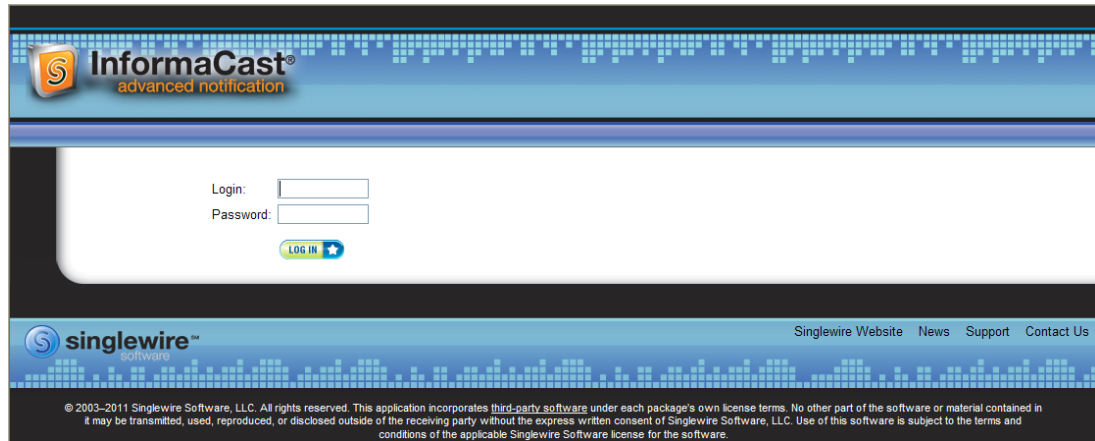 InformaCast®
advanced notification
Login:
Password:
LOG IN
singlewire℠
software
Singlewire Website News Support Contact Us
© 2003–2011 Singlewire Software, LLC. All rights reserved. This application incorporates third-party software under each package's own license terms. No other part of the software or material contained in
it may be transmitted, used, reproduced, or disclosed outside of the receiving party without the express written consent of Singlewire Software, LLC. Use of this software is subject to the terms and
conditions of the applicable Singlewire Software license for the software.